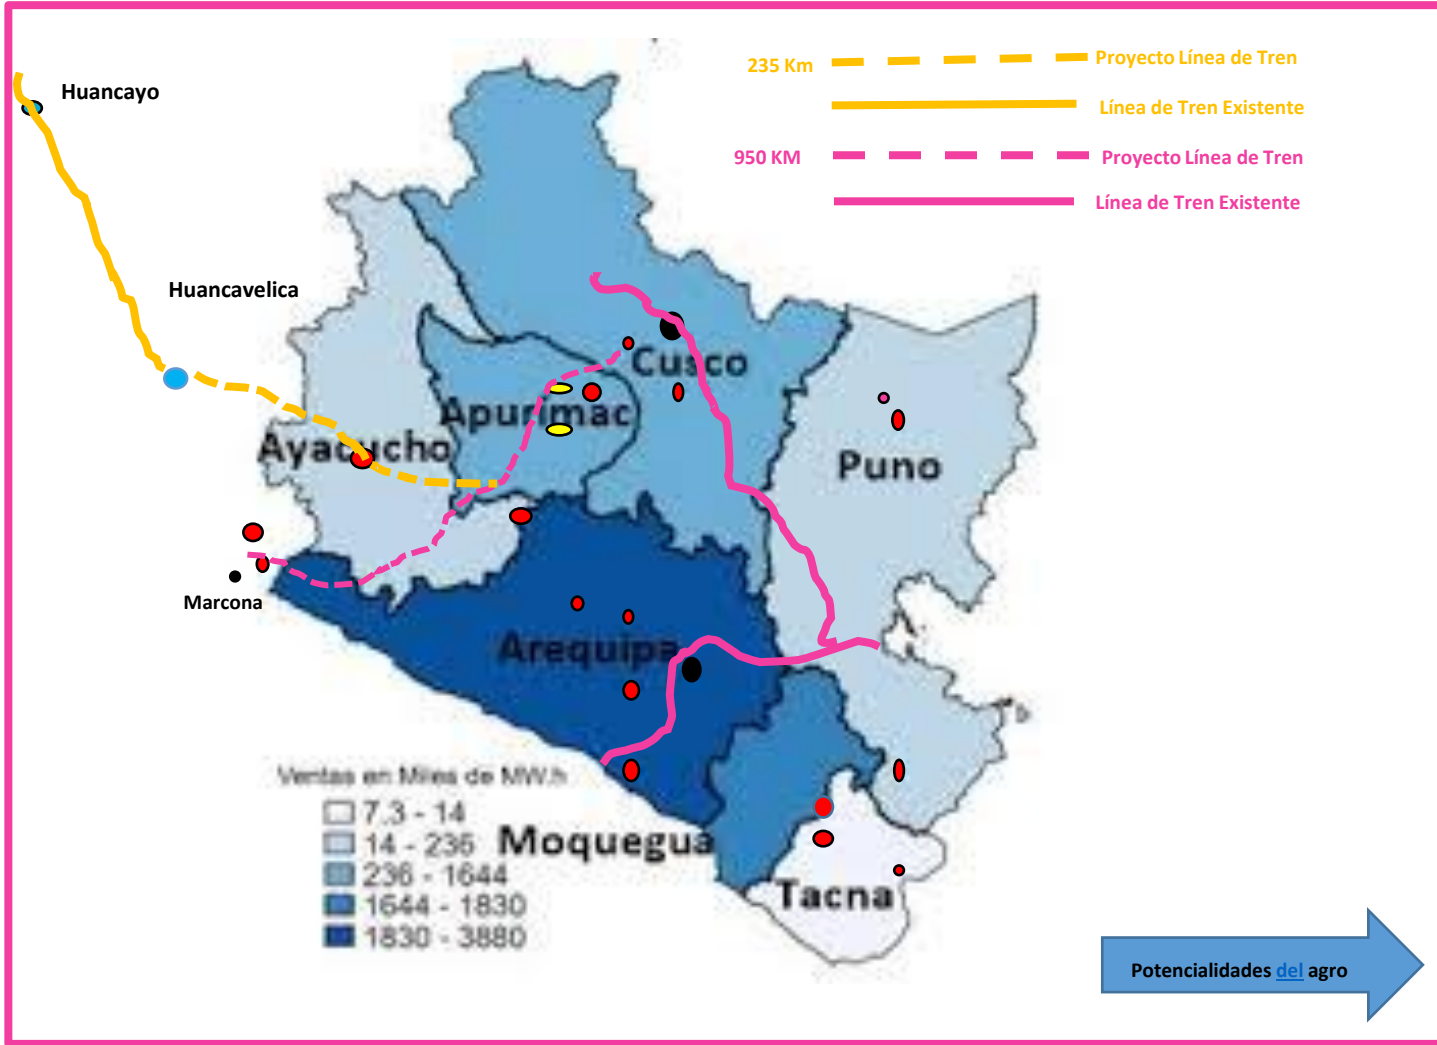 235 Km
Proyecto Línea de Tren
Huancayo
Línea de Tren Existente
950 KM
Proyecto Línea de Tren
Línea de Tren Existente
Huancavelica
Cusco
Apurimac
Ayacucho
Puno
Marcona
Arequipa
Ventas en Miles de MW.h
7.3 - 14
14 - 236
236 - 1644
1644 - 1830
1830 - 3880
Moquegua
Tacna
Potencialidades del agro